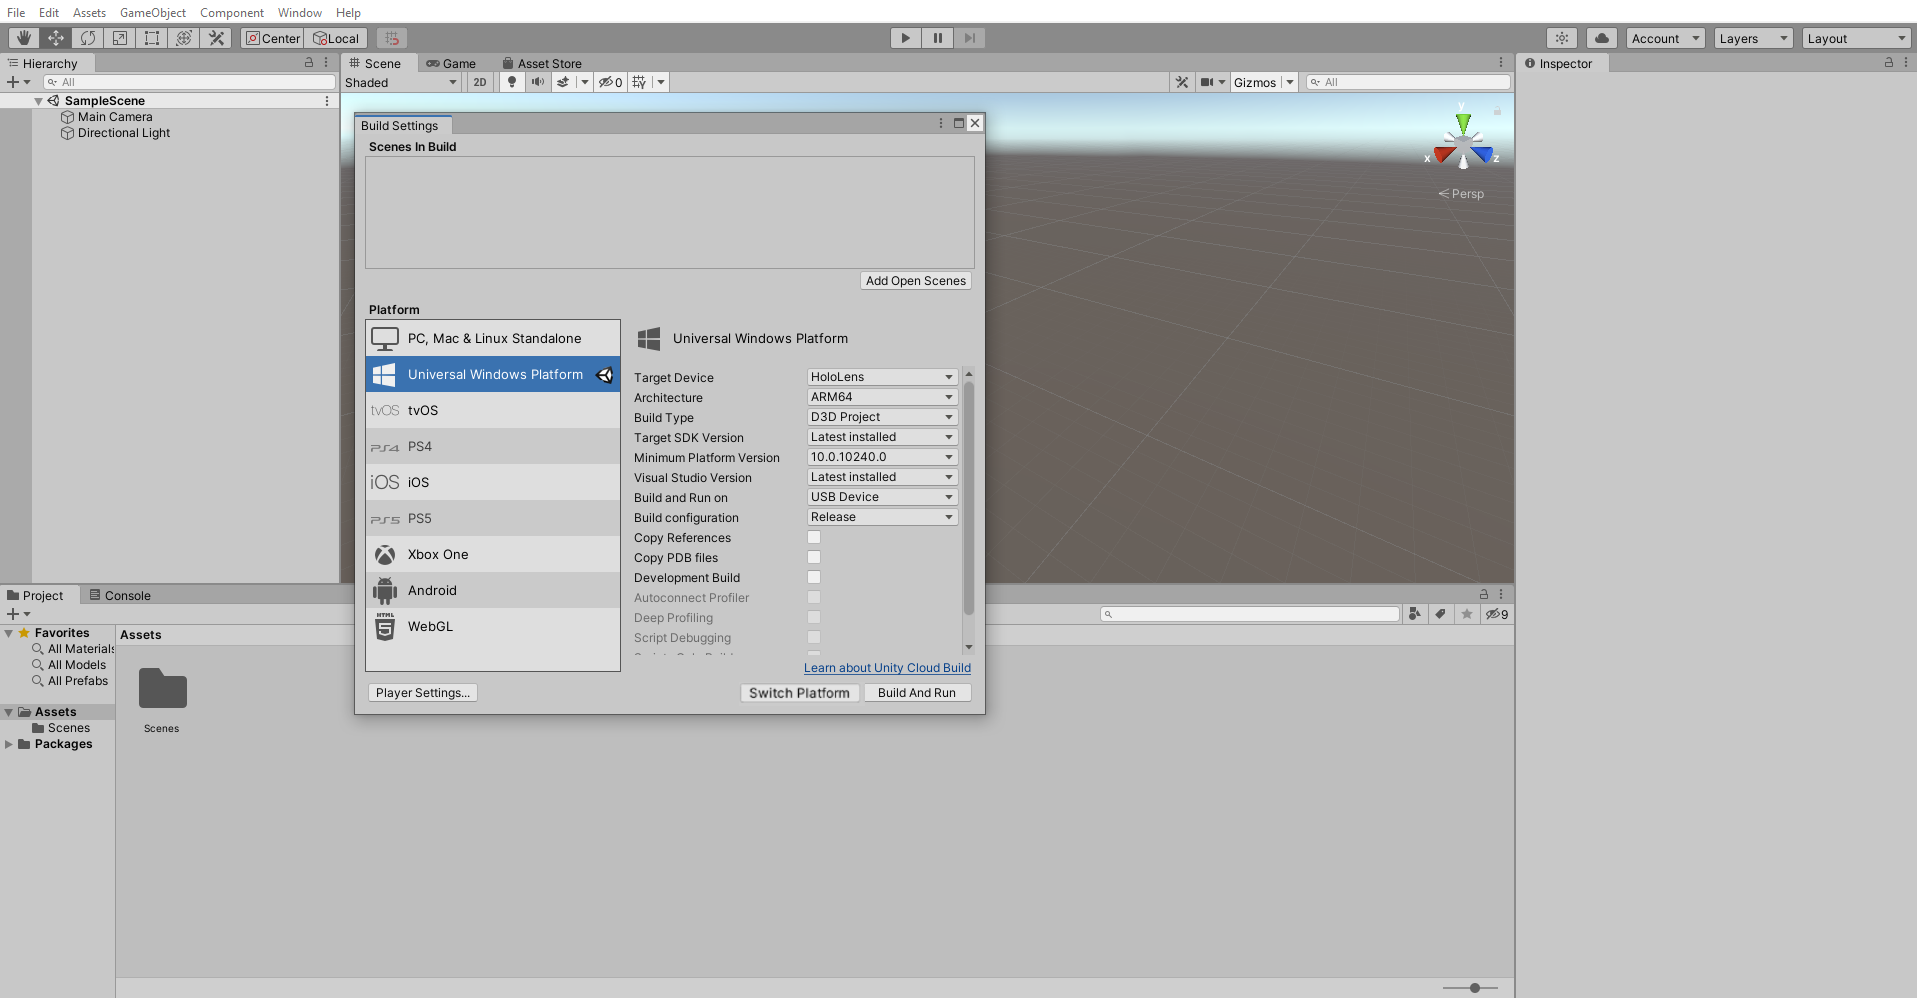 File Edit Assets GameObject Component Window Help
Center Local Account Layers Layout
Hierarchy
All
SampleScene
Main Camera
Directional Light
Scene Game Asset Store
Shaded 2D 0 Gizmos All
y
x z
Persp
Inspector
Build Settings
Scenes In Build
Add Open Scenes
Platform
PC, Mac & Linux Standalone
Universal Windows Platform
tvOS tvOS
PS4 PS4
iOS iOS
PS5 PS5
Xbox One
Android
HTML 5 WebGL
Universal Windows Platform
Target Device HoloLens
Architecture ARM64
Build Type D3D Project
Target SDK Version Latest installed
Minimum Platform Version 10.0.10240.0
Visual Studio Version Latest installed
Build and Run on USB Device
Build configuration Release
Copy References
Copy PDB files
Development Build
Autoconnect Profiler
Deep Profiling
Script Debugging
Learn about Unity Cloud Build
Player Settings... Switch Platform Build And Run
Project Console
9
Favorites
All Materials
All Models
All Prefabs
Assets
Scenes
Packages
Assets
Scenes